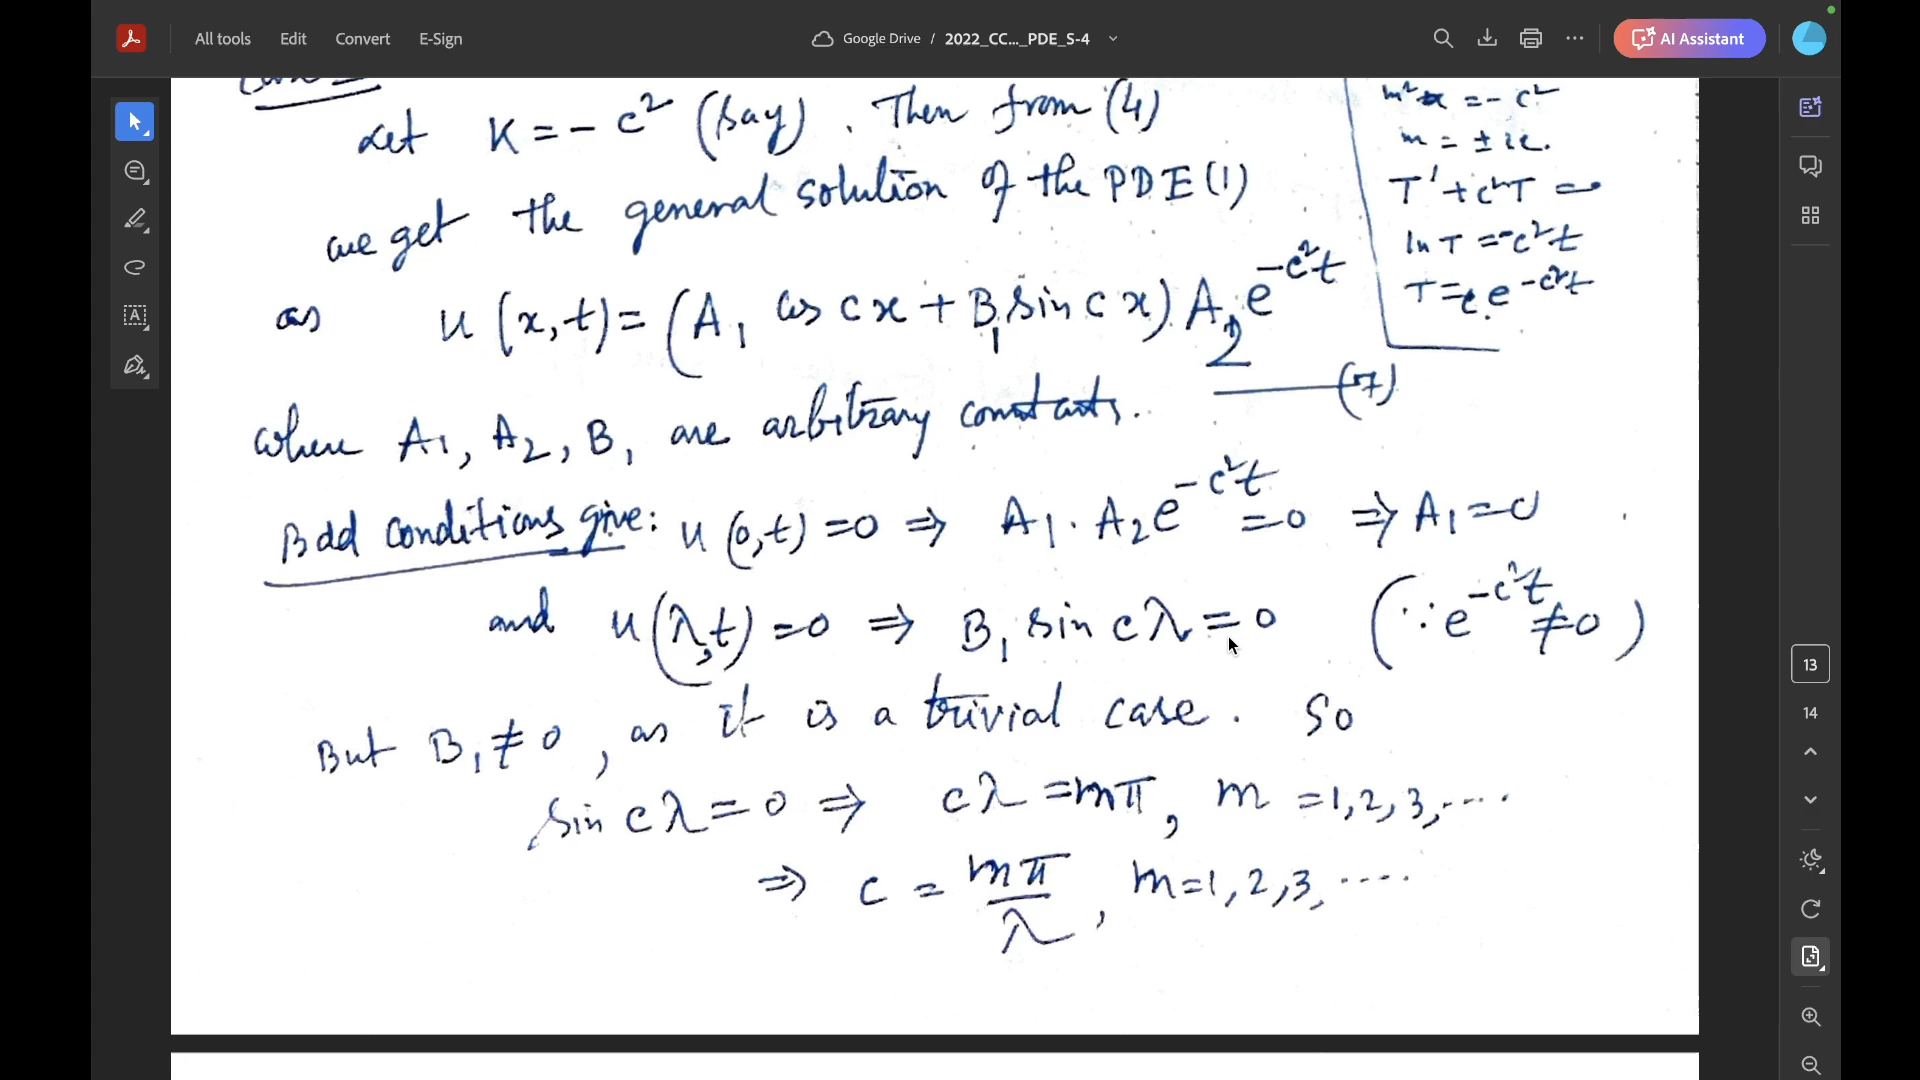 All tools Edit Convert E-Sign Google Drive / 2022_CC..._PDE_S-4 AI Assistant
Let K = - c² (say). Then from (4)
we get the general solution of the PDE (1)
as u(x,t) = (A₁ cos cx + B₁ sin cx) A₂ e^{-c²t}
——(7)
m² = - c²
m = ± ic.
T' + c²T = 0
ln T = -c²t
T = c.e^{-c²t}
where A₁, A₂, B₁ are arbitrary constants.
Bdd conditions give: u(0,t) = 0 ⇒ A₁. A₂ e^{-c²t} = 0 ⇒ A₁ = 0
and u(λ,t) = 0 ⇒ B₁ sin cλ = 0 (∵ e^{-c²t} ≠ 0)
But B₁ ≠ 0, as it is a trivial case. So
sin cλ = 0 ⇒ cλ = mπ, m = 1,2,3,....
⇒ c = mπ/λ, m = 1,2,3,....
13
14